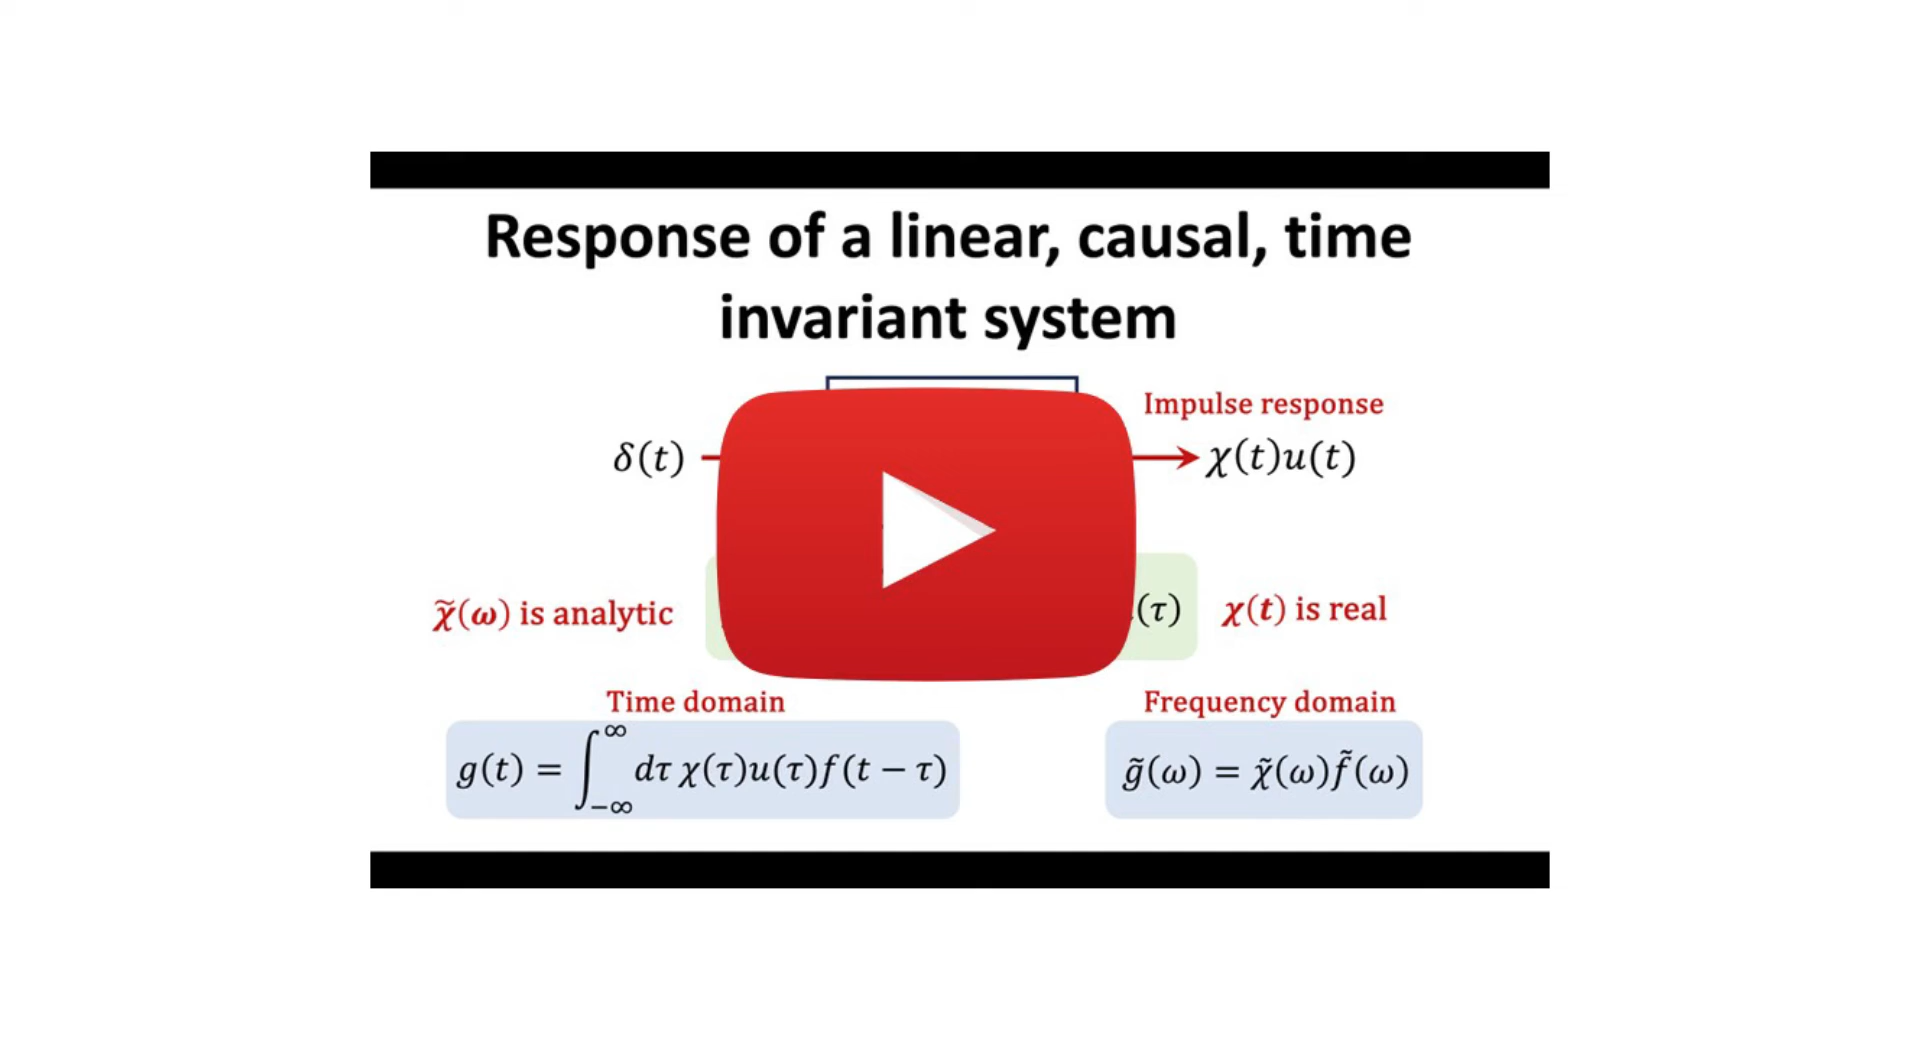 Response of a linear, causal, time
invariant system
Impulse response
δ(t)
χ(t)u(t)
χ̃(ω) is analytic
(τ)
χ(t) is real
Time domain
Frequency domain
g(t) = ∫_{-∞}^{∞} dτ χ(τ)u(τ)f(t − τ)
g̃(ω) = χ̃(ω)f̃(ω)